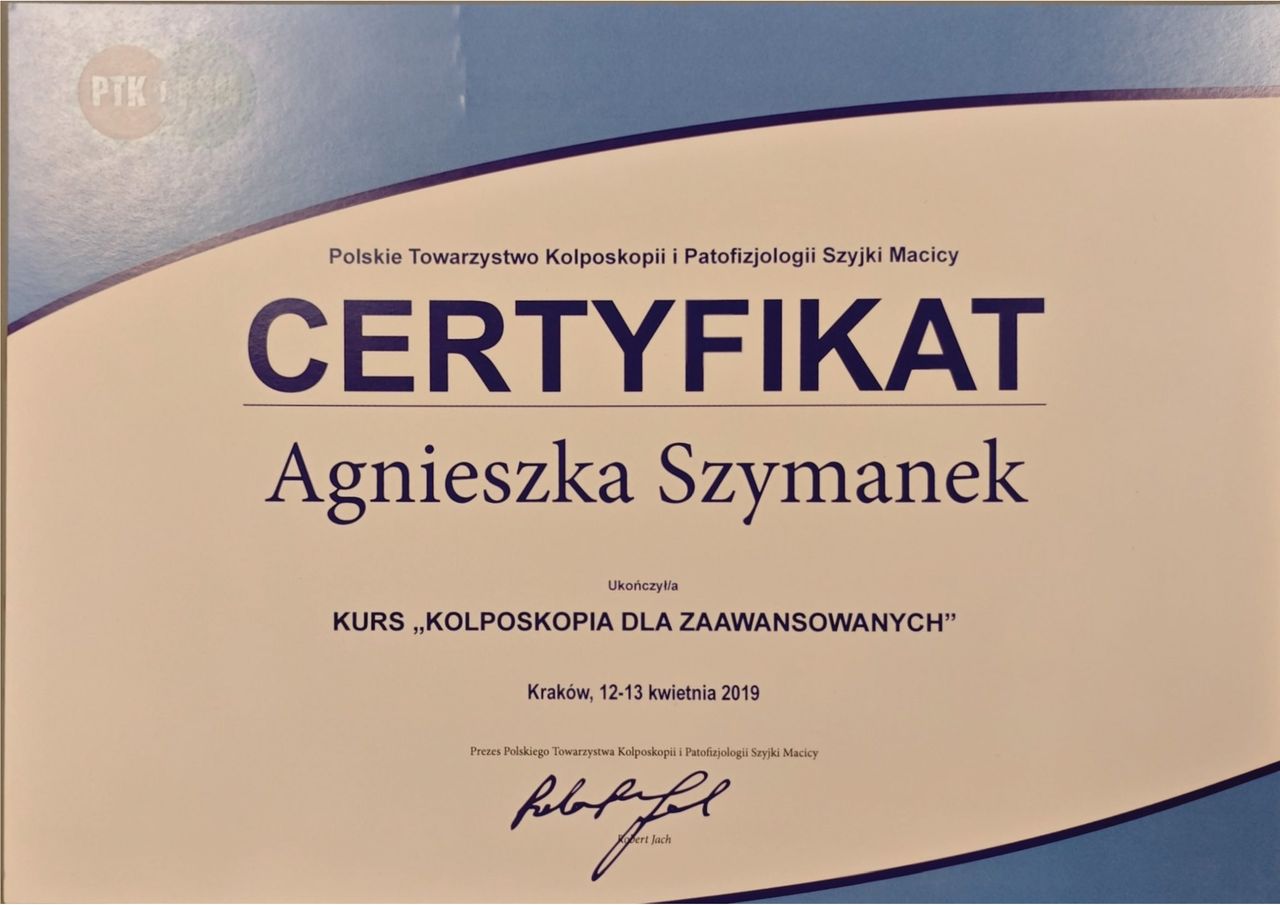 PTK i
Polskie Towarzystwo Kolposkopii i Patofizjologii Szyjki Macicy
CERTYFIKAT
Agnieszka Szymanek
Ukończył/a
KURS „KOLPOSKOPIA DLA ZAAWANSOWANYCH”
Kraków, 12-13 kwietnia 2019
Prezes Polskiego Towarzystwa Kolposkopii i Patofizjologii Szyjki Macicy
Robert Jach